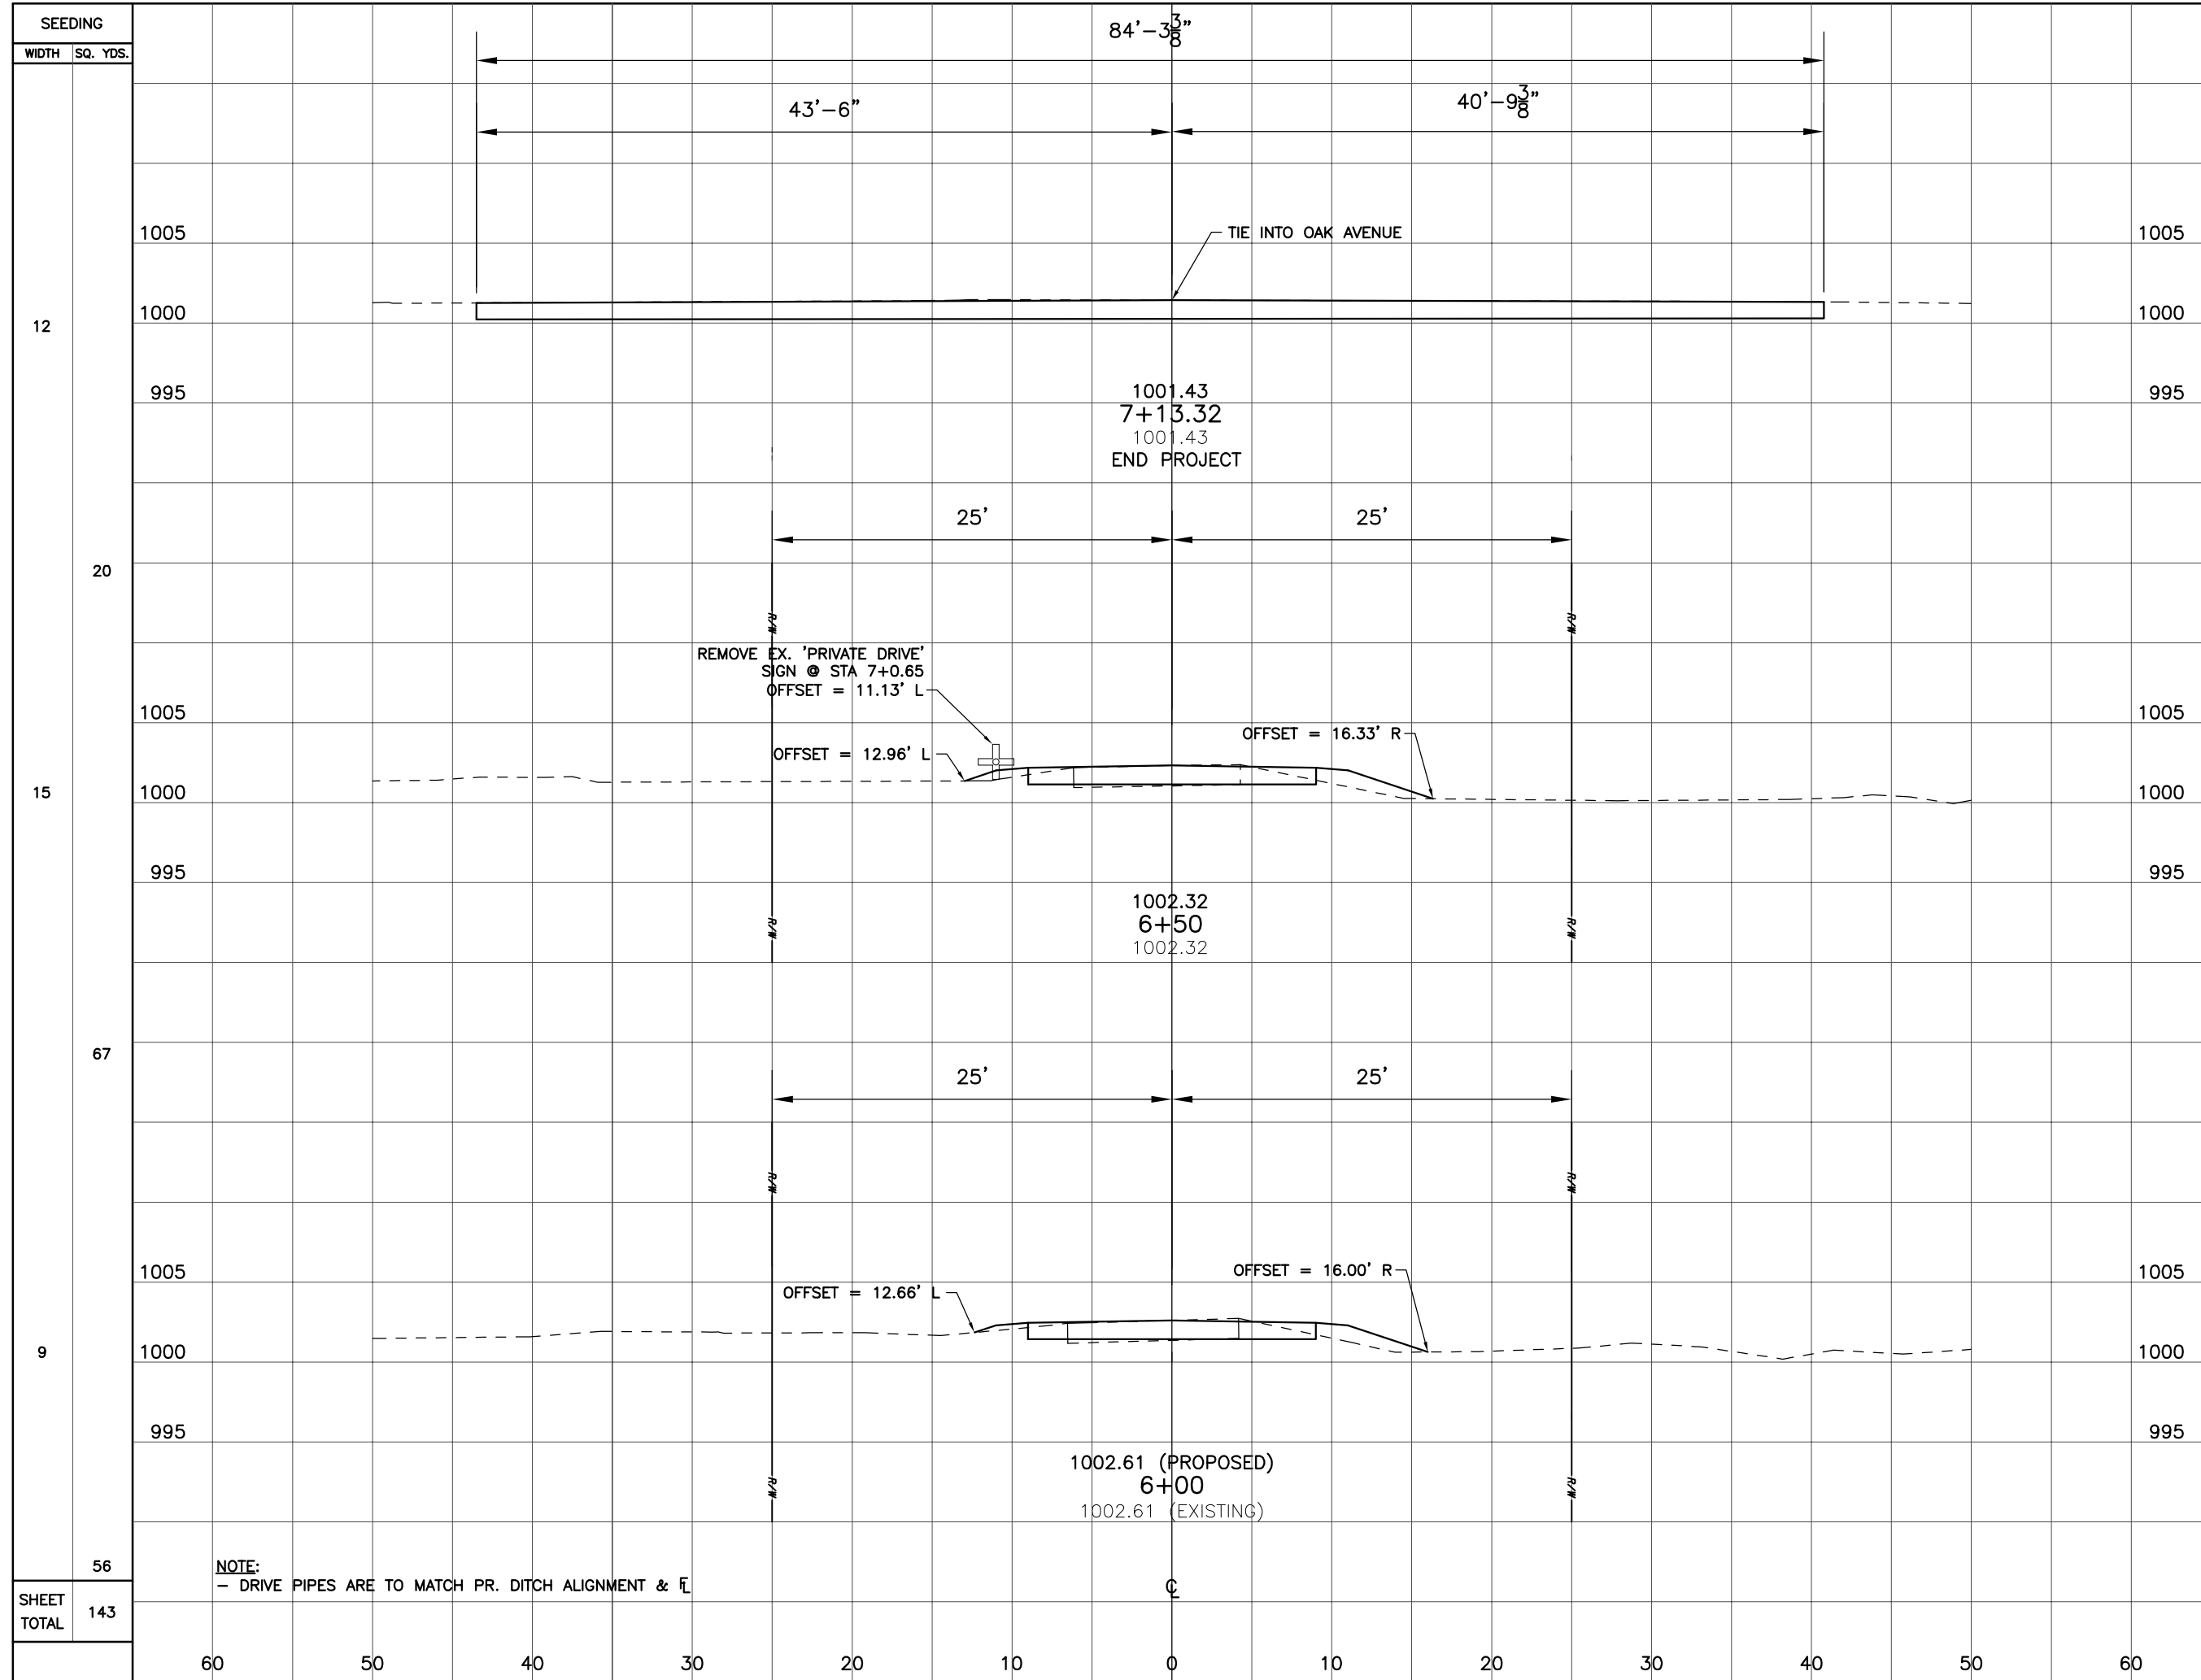 SEEDING
WIDTH SQ. YDS.
84'-3 3/8"
43'-6"
40'-9 3/8"
1005
TIE INTO OAK AVENUE
1005
1000
1000
12
995
995
1001.43
7+13.32
1001.43
END PROJECT
25'
25'
20
R/W
R/W
REMOVE EX. 'PRIVATE DRIVE'
SIGN @ STA 7+0.65
OFFSET = 11.13' L
1005
1005
OFFSET = 16.33' R
OFFSET = 12.96' L
15
1000
1000
995
995
1002.32
6+50
1002.32
R/W
R/W
67
25'
25'
R/W
R/W
1005
1005
OFFSET = 16.00' R
OFFSET = 12.66' L
9
1000
1000
995
995
1002.61 (PROPOSED)
6+00
1002.61 (EXISTING)
R/W
R/W
56
NOTE:
- DRIVE PIPES ARE TO MATCH PR. DITCH ALIGNMENT & FL
CL
SHEET
TOTAL
143
60 50 40 30 20 10 0 10 20 30 40 50 60